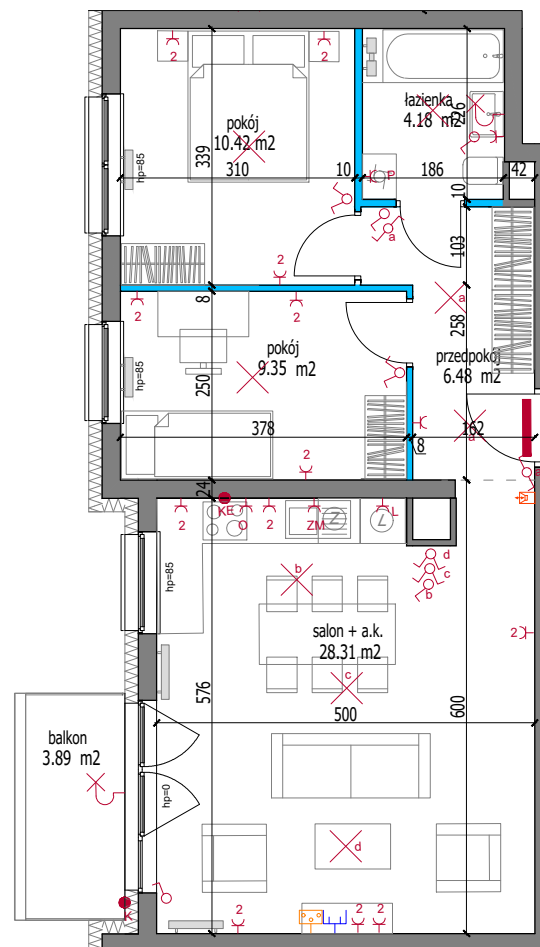 2
2
łazienka
4.18 m2
226
pokój
10.42 m2
339
310
10
186
42
P
hp=85
10
a
103
2
2
8
2
a
258
pokój
9.35 m2
przedpokój
6.48 m2
hp=85
250
378
8
162
a
a
2
24
2
KE
O
2
ZM
L
Z
Z
L
d
c
b
b
hp=85
salon + a.k.
28.31 m2
2
c
576
500
600
balkon
3.89 m2
hp=0
d
K
2
2
2